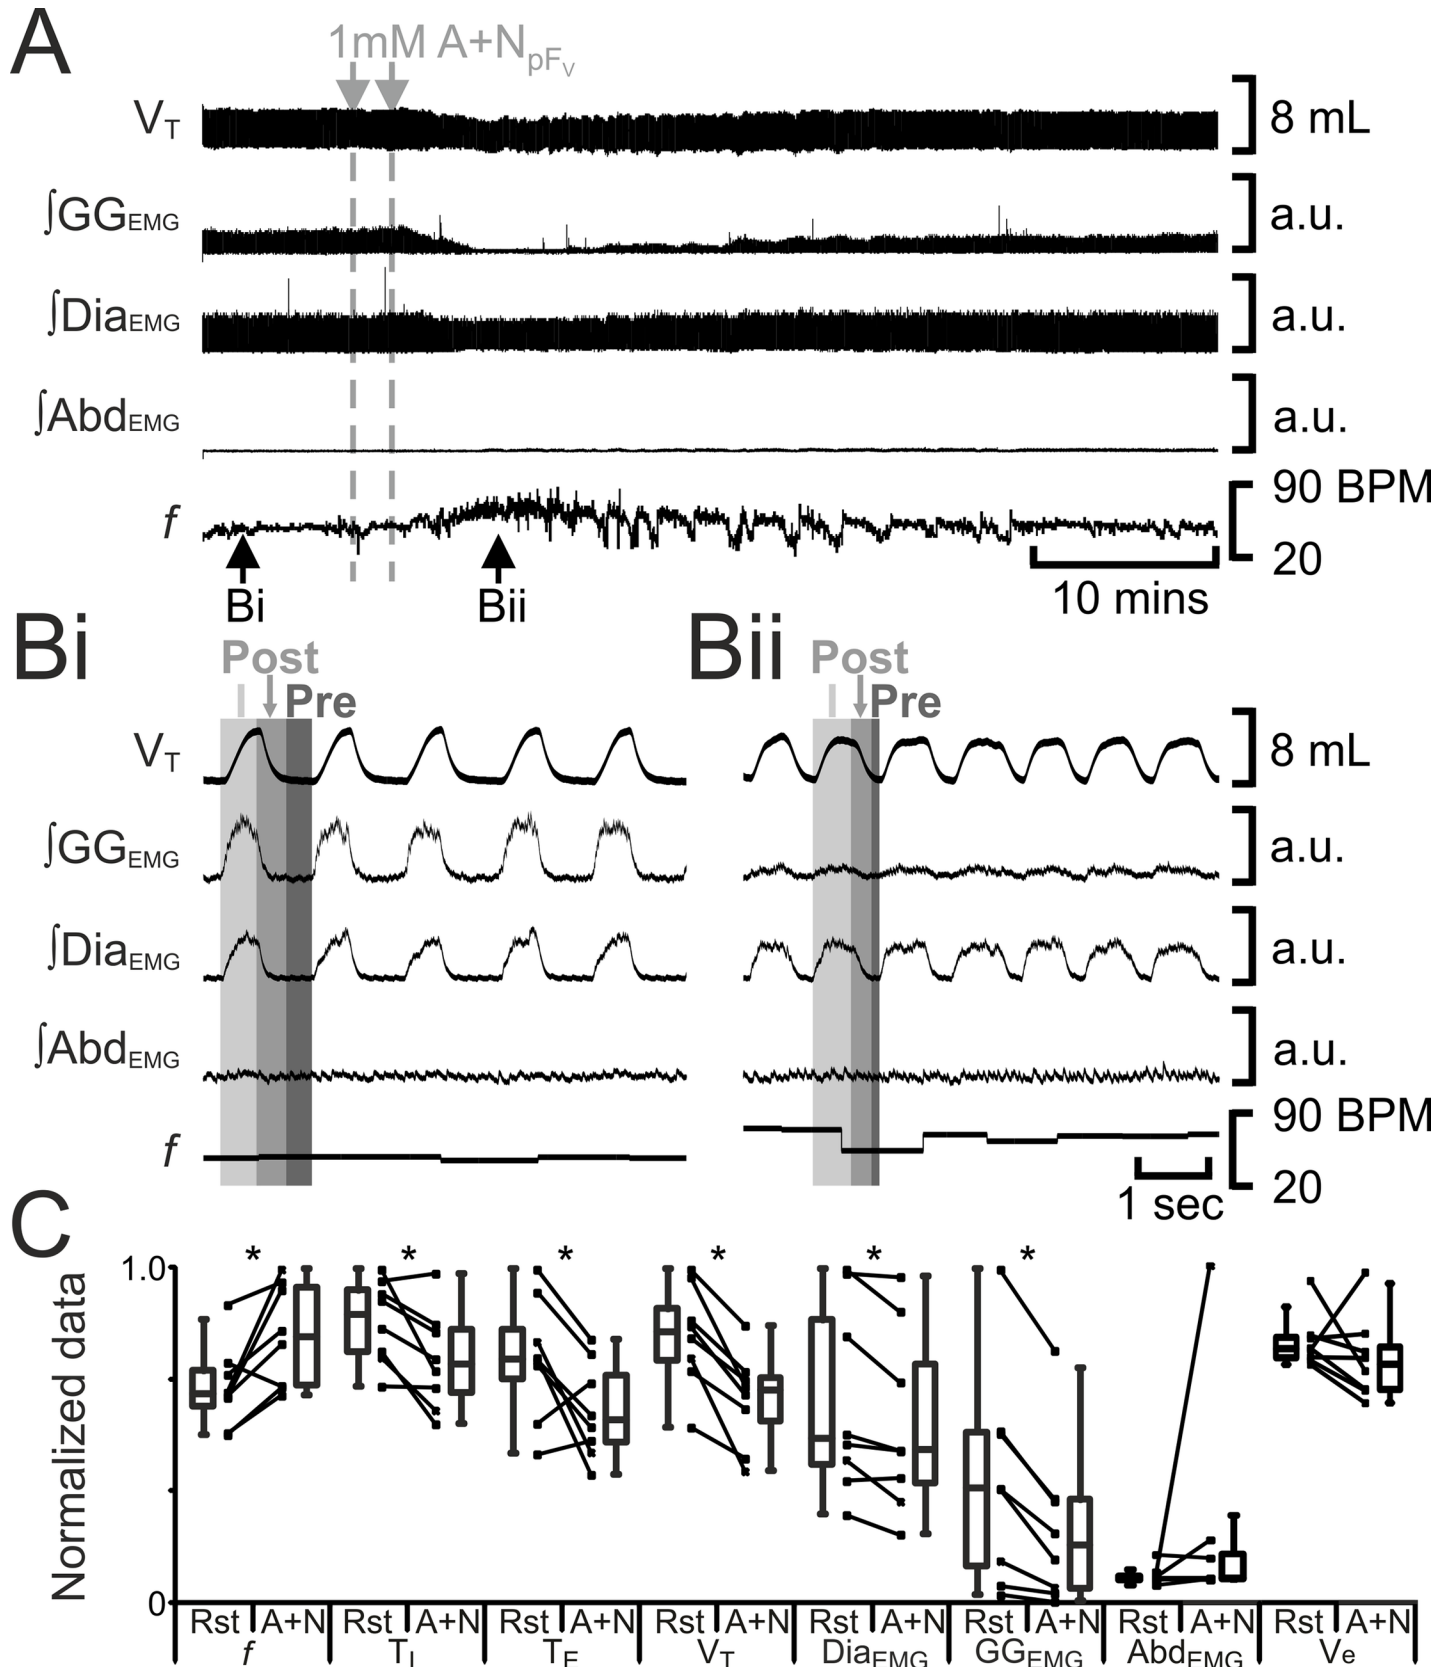 A
1mM A+NpFV
VT
8 mL
∫GGEMG
a.u.
∫DiaEMG
a.u.
∫AbdEMG
a.u.
f
90 BPM
20
10 mins
Bi
Bii
Bi
Bii
Post
I
Pre
Post
I
Pre
VT
8 mL
∫GGEMG
a.u.
∫DiaEMG
a.u.
∫AbdEMG
a.u.
f
90 BPM
20
1 sec
C
Normalized data
1.0
* * * * * *
0
Rst A+N Rst A+N Rst A+N Rst A+N Rst A+N Rst A+N Rst A+N Rst A+N
f TI TE VT DiaEMG GGEMG AbdEMG Ve